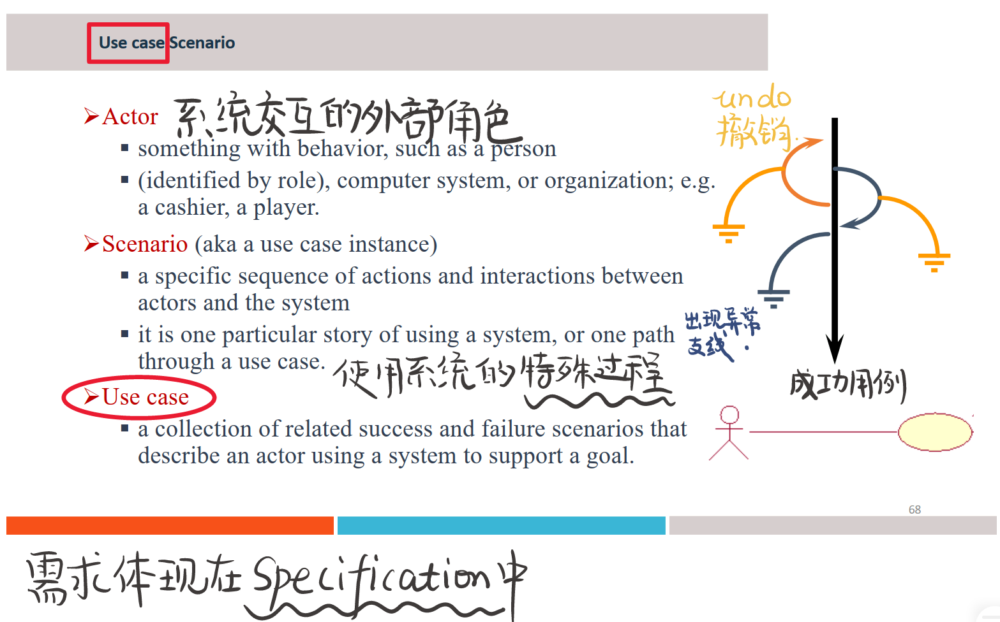 Use case Scenario
➢Actor 系统交互的外部角色
▪ something with behavior, such as a person
▪ (identified by role), computer system, or organization; e.g.
a cashier, a player.
➢Scenario (aka a use case instance)
▪ a specific sequence of actions and interactions between
actors and the system
▪ it is one particular story of using a system, or one path
through a use case. 使用系统的特殊过程
➢Use case
▪ a collection of related success and failure scenarios that
describe an actor using a system to support a goal.
undo
撤销.
出现异常
支线.
成功用例
68
需求体现在Specification中